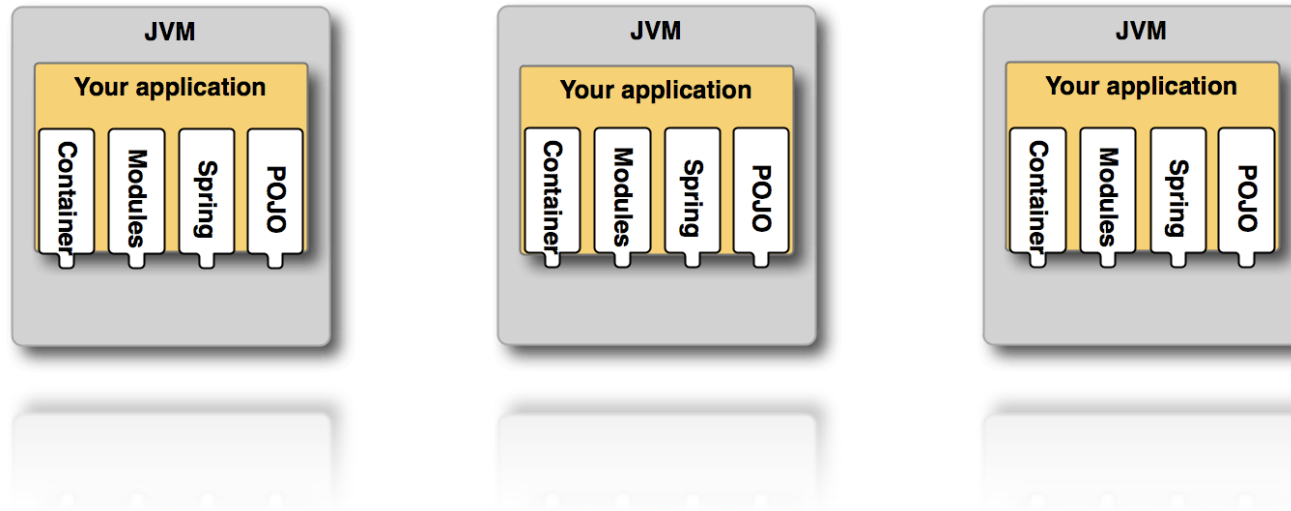 JVM
Your application
Container
Modules
Spring
POJO
JVM
Your application
Container
Modules
Spring
POJO
JVM
Your application
Container
Modules
Spring
POJO